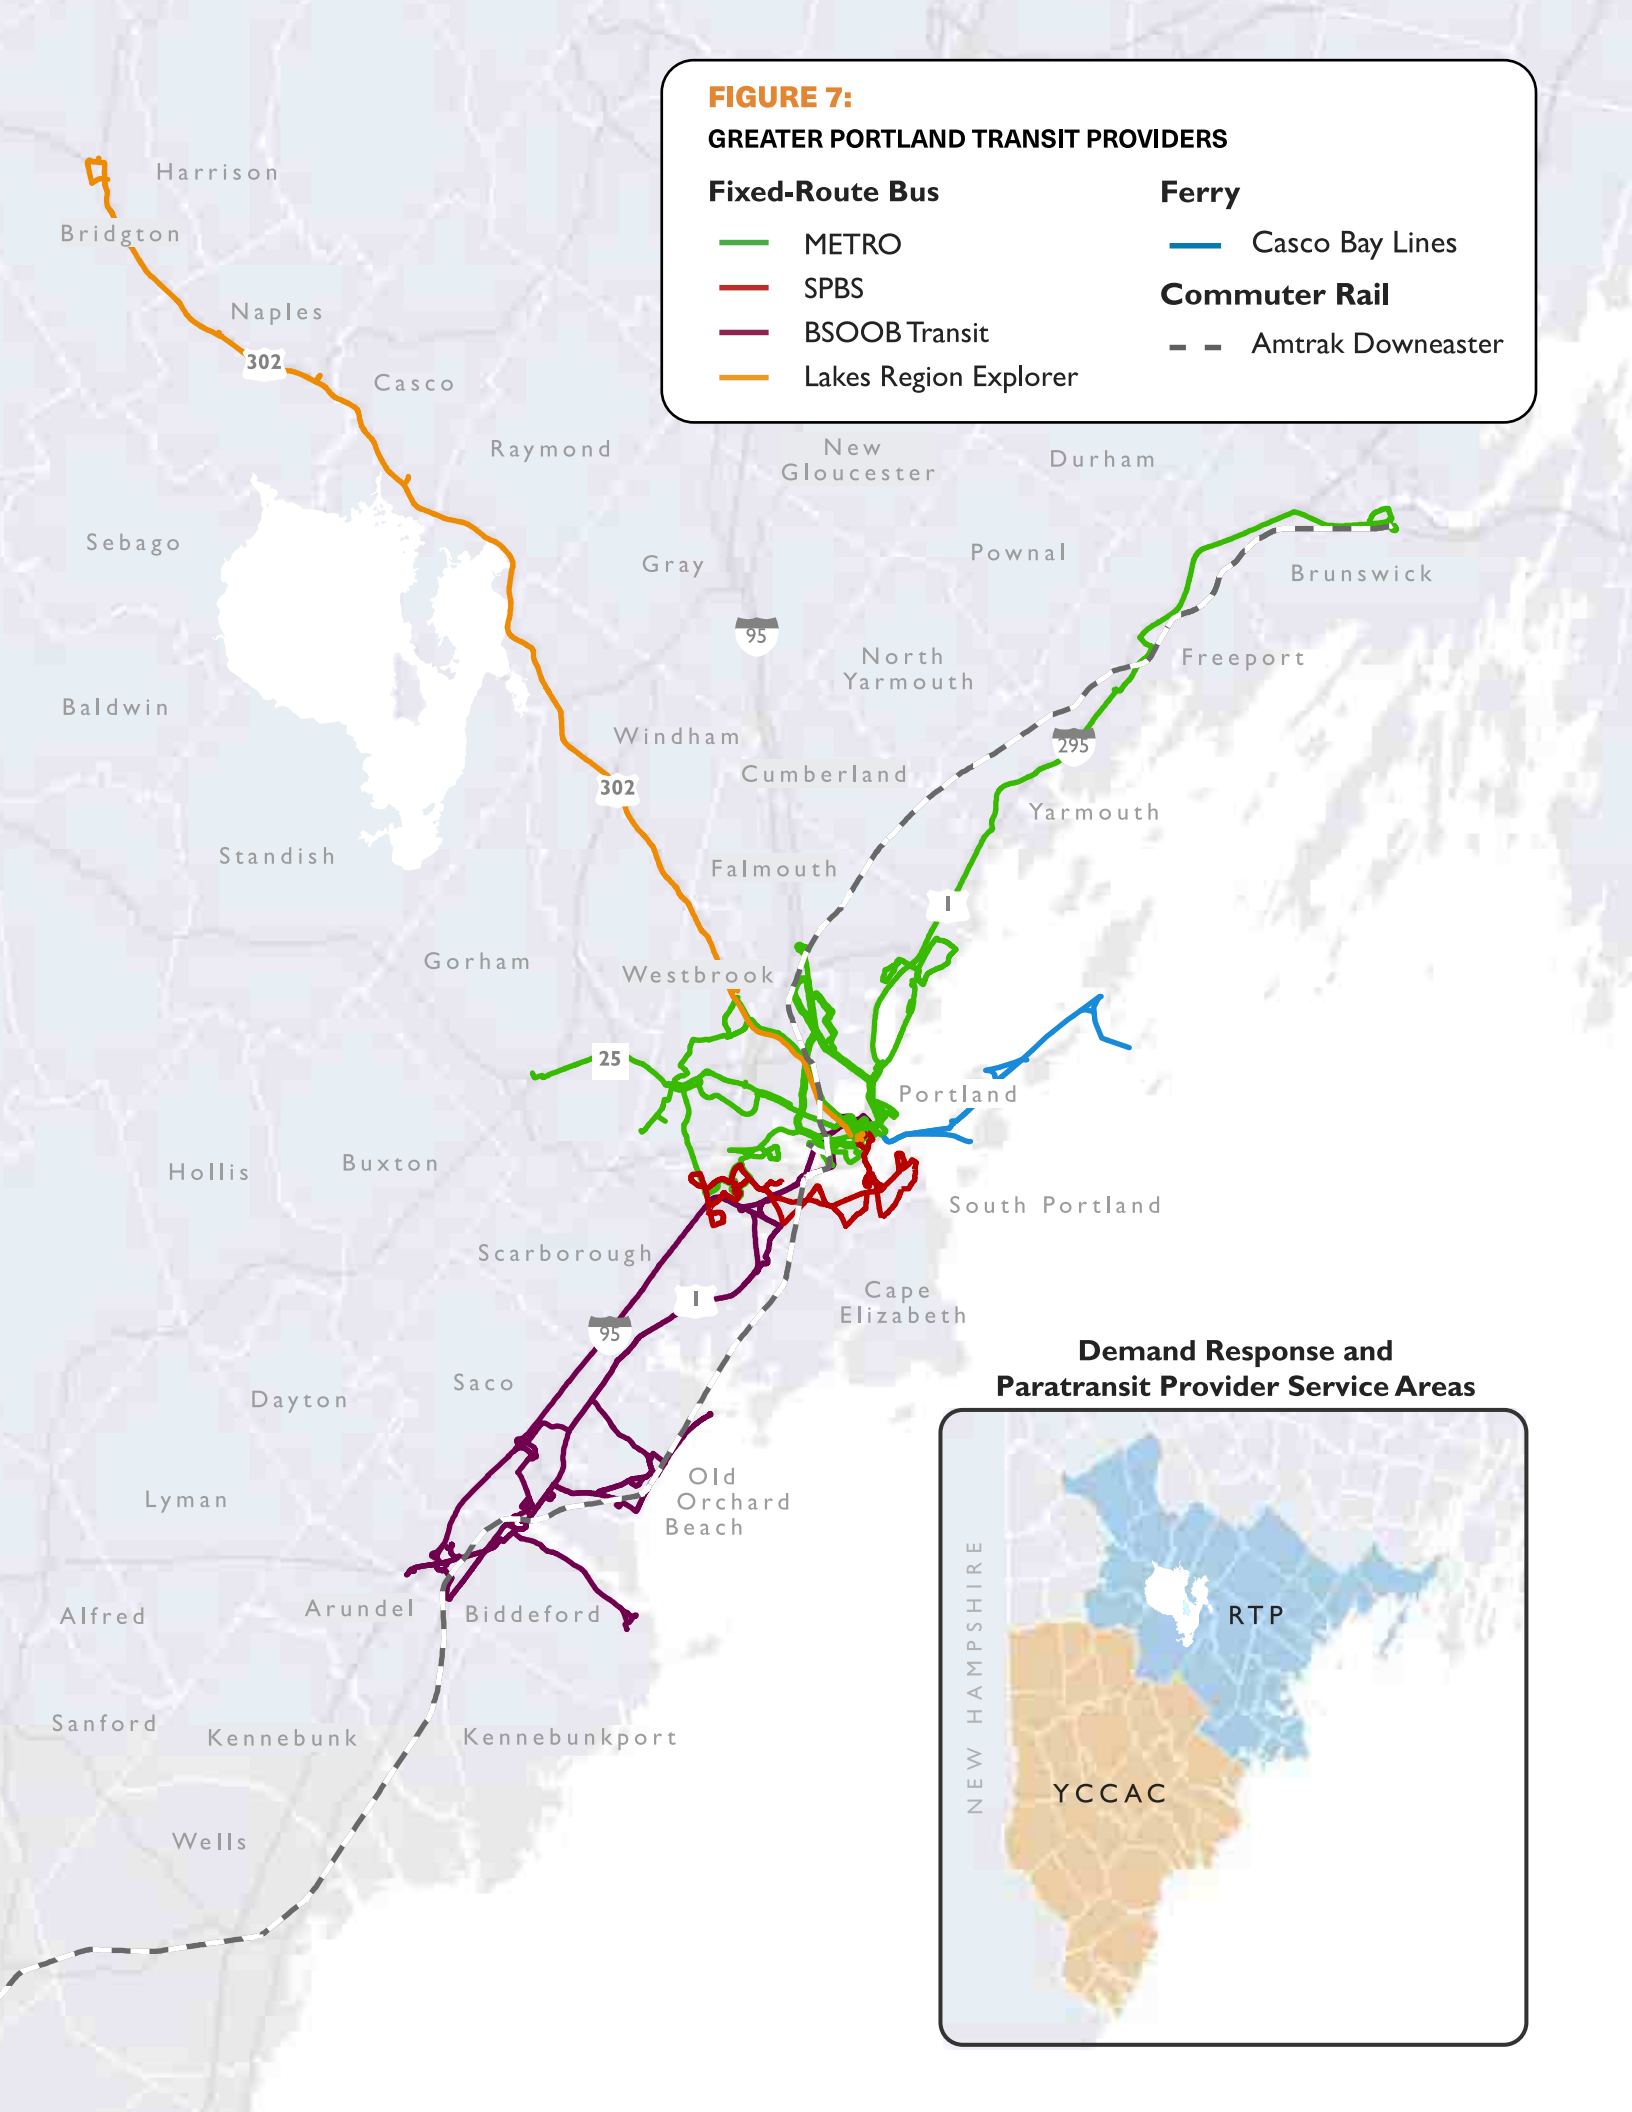 FIGURE 7:
GREATER PORTLAND TRANSIT PROVIDERS
Fixed-Route Bus
METRO
SPBS
BSOOB Transit
Lakes Region Explorer
Ferry
Casco Bay Lines
Commuter Rail
Amtrak Downeaster
Harrison
Bridgton
Naples
302
Casco
Raymond
New
Gloucester
Durham
Sebago
Gray
Pownal
Brunswick
95
North
Yarmouth
Freeport
Baldwin
Windham
295
Cumberland
302
Yarmouth
Standish
Falmouth
1
Gorham
Westbrook
25
Portland
Hollis
Buxton
South Portland
Scarborough
Cape
Elizabeth
1
95
Saco
Dayton
Old
Orchard
Beach
Lyman
Arundel
Biddeford
Alfred
Sanford
Kennebunk
Kennebunkport
Wells
Demand Response and
Paratransit Provider Service Areas
NEW HAMPSHIRE
RTP
YCCAC